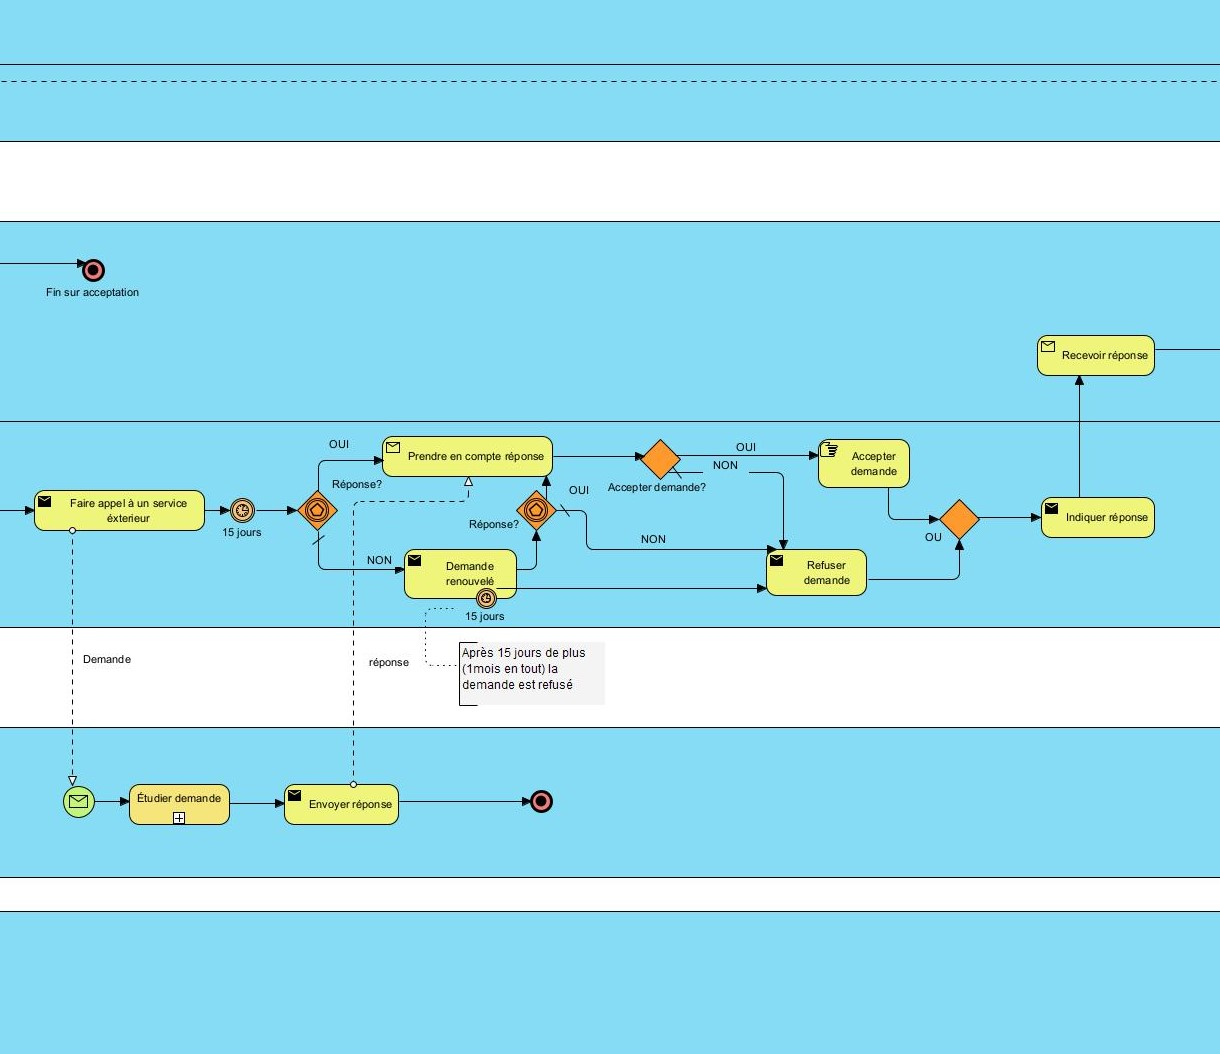 Fin sur acceptation
Recevoir réponse
OUI
Prendre en compte réponse
OUI
NON
Accepter
demande
Réponse?
Accepter demande?
Faire appel à un service
éxterieur
15 jours
OUI
Réponse?
Indiquer réponse
NON
OU
NON
Demande
renouvelé
Refuser
demande
15 jours
Demande
réponse
Après 15 jours de plus
(1mois en tout) la
demande est refusé
Étudier demande
Envoyer réponse